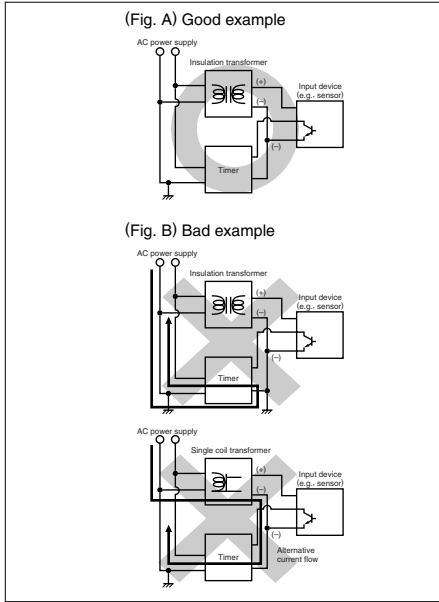 (Fig. A) Good example
AC power supply
Insulation transformer
(+)
Input device
(e.g., sensor)
(−)
(−)
Timer
(Fig. B) Bad example
AC power supply
Insulation transformer
(+)
Input device
(e.g., sensor)
(−)
(−)
Timer
AC power supply
Single coil transformer
(+)
Input device
(e.g., sensor)
(−)
(−)
Timer
Alternative
current flow